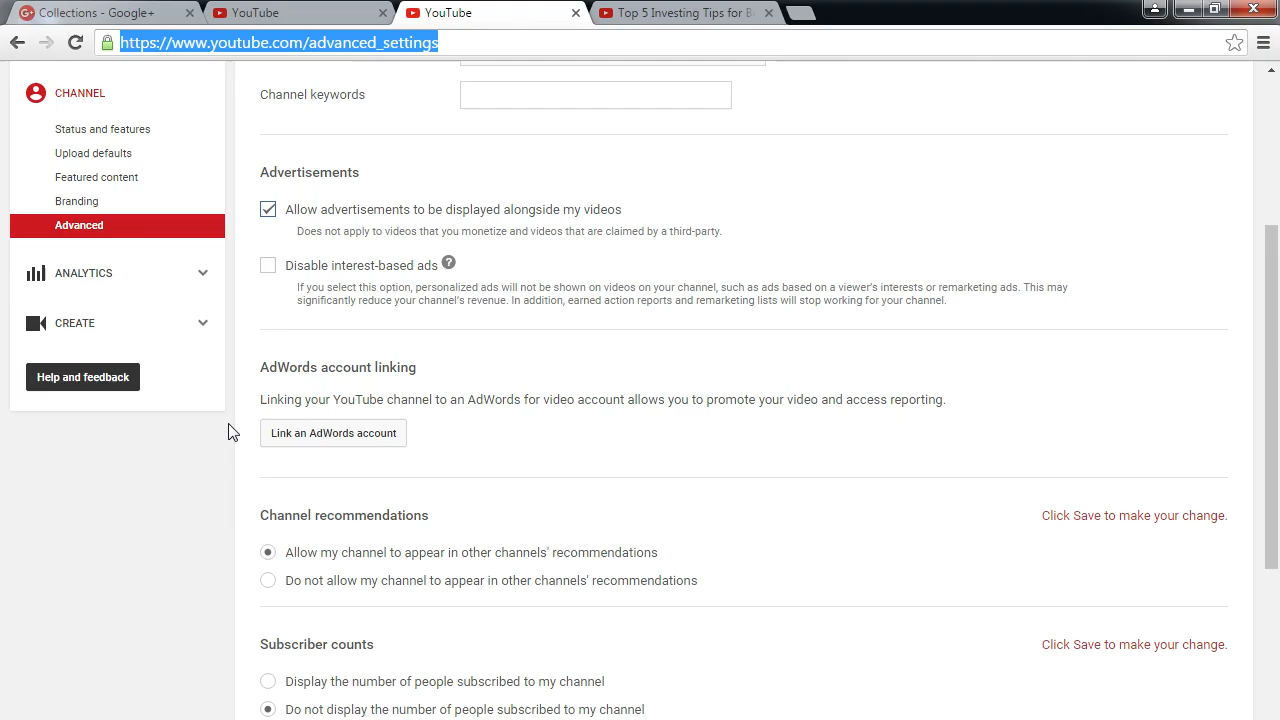 Collections - Google+
YouTube
YouTube
Top 5 Investing Tips for B
https://www.youtube.com/advanced_settings
CHANNEL
Status and features
Upload defaults
Featured content
Branding
Advanced
ANALYTICS
CREATE
Help and feedback
Channel keywords
Advertisements
Allow advertisements to be displayed alongside my videos
Does not apply to videos that you monetize and videos that are claimed by a third-party.
Disable interest-based ads ?
If you select this option, personalized ads will not be shown on videos on your channel, such as ads based on a viewer's interests or remarketing ads. This may
significantly reduce your channel's revenue. In addition, earned action reports and remarketing lists will stop working for your channel.
AdWords account linking
Linking your YouTube channel to an AdWords for video account allows you to promote your video and access reporting.
Link an AdWords account
Channel recommendations
Click Save to make your change.
Allow my channel to appear in other channels' recommendations
Do not allow my channel to appear in other channels' recommendations
Subscriber counts
Click Save to make your change.
Display the number of people subscribed to my channel
Do not display the number of people subscribed to my channel